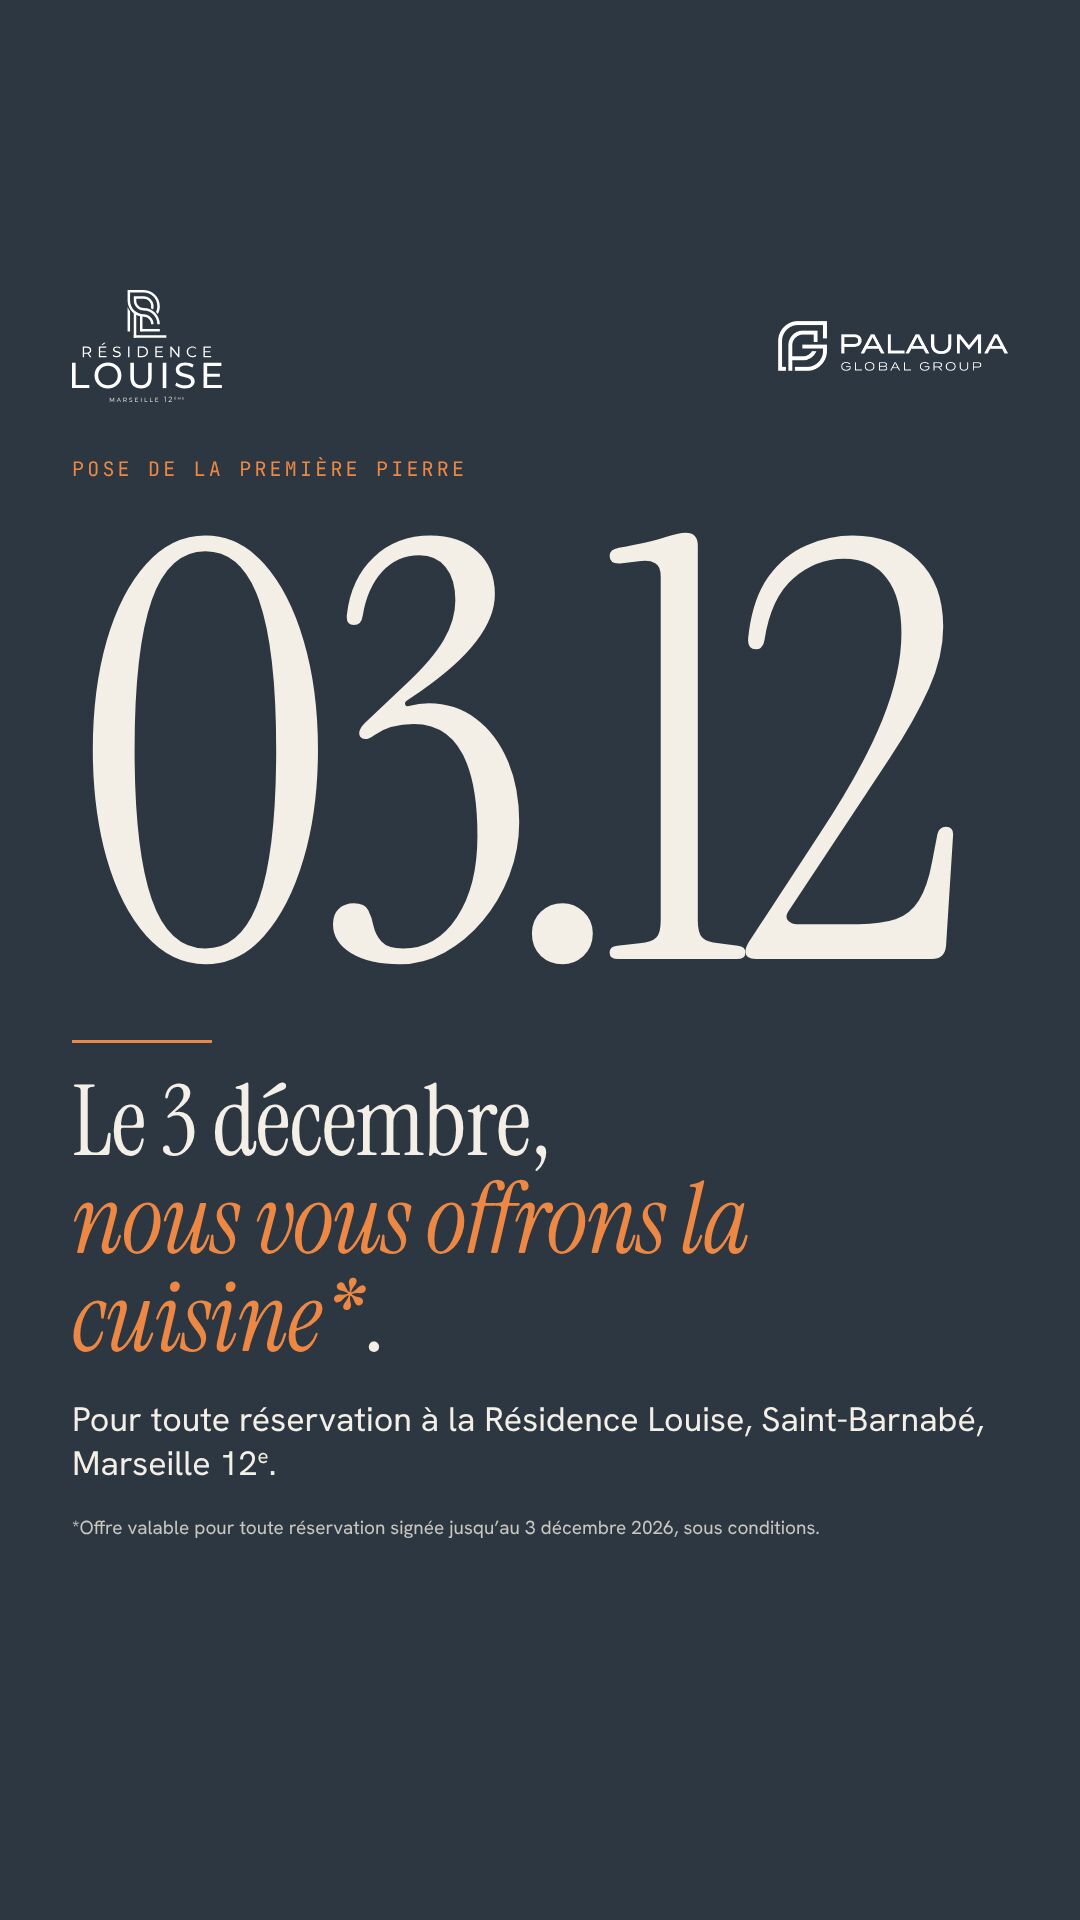 RÉSIDENCE
LOUISE
MARSEILLE 12ÈME
PALAUMA
GLOBAL GROUP
POSE DE LA PREMIÈRE PIERRE
03.12
Le 3 décembre,
nous vous offrons la
cuisine*.
Pour toute réservation à la Résidence Louise, Saint-Barnabé,
Marseille 12e.
*Offre valable pour toute réservation signée jusqu’au 3 décembre 2026, sous conditions.